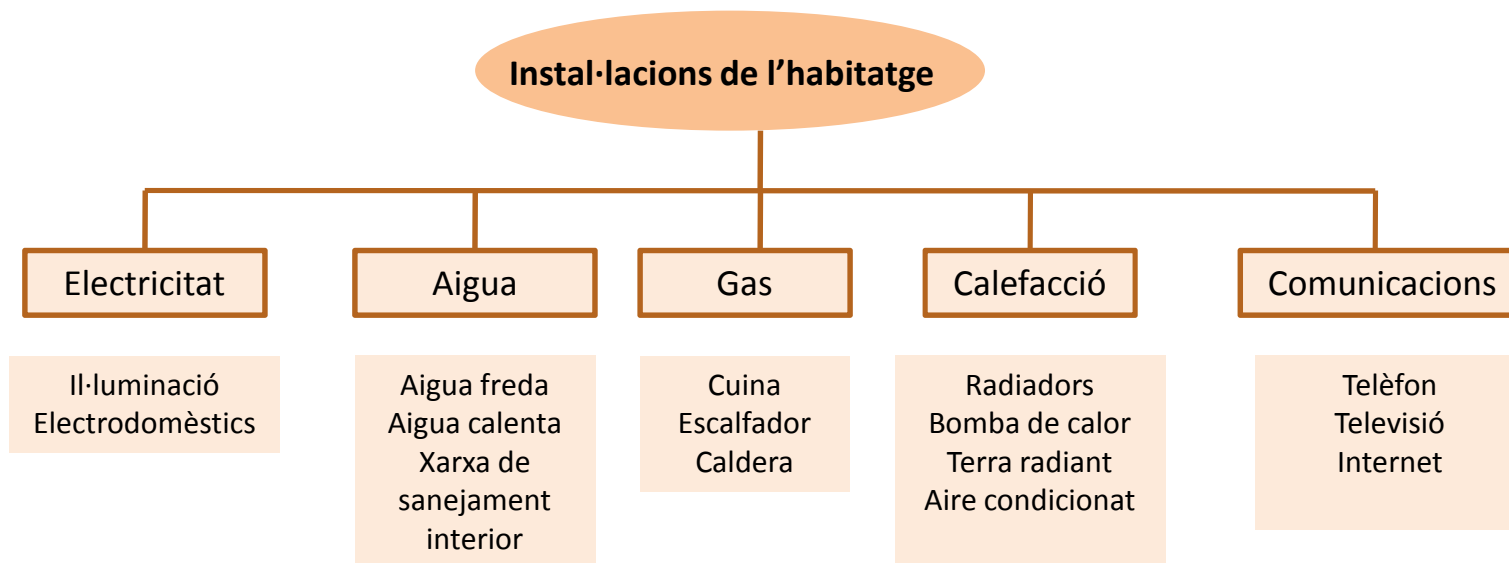 Instal·lacions de l’habitatge
Electricitat
Aigua
Gas
Calefacció
Comunicacions
Il·luminació
Electrodomèstics
Aigua freda
Aigua calenta
Xarxa de
sanejament
interior
Cuina
Escalfador
Caldera
Radiadors
Bomba de calor
Terra radiant
Aire condicionat
Telèfon
Televisió
Internet